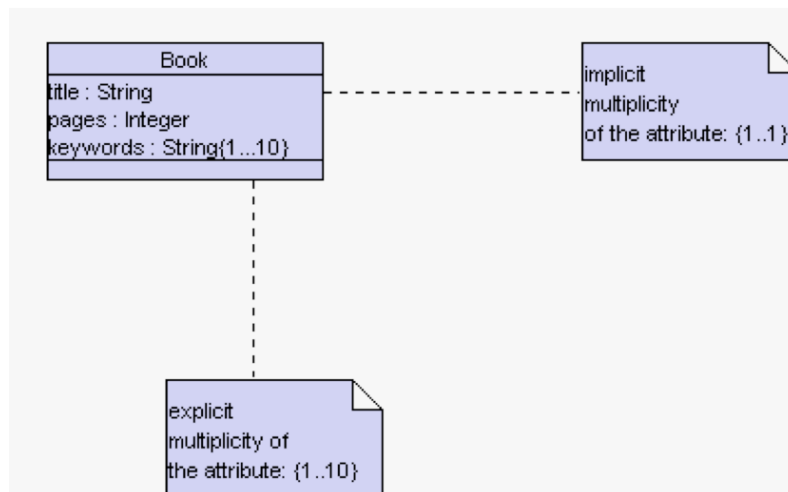 Book
title : String
pages : Integer
keywords : String{1...10}
implicit
multiplicity
of the attribute: {1..1}
explicit
multiplicity of
the attribute: {1..10}